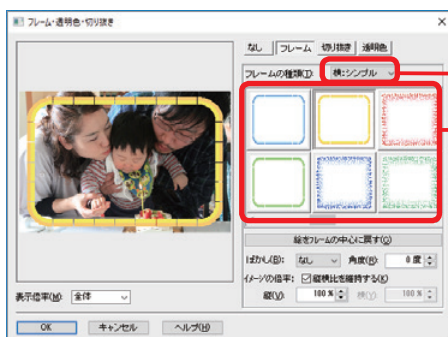 フレーム・透明色・切り抜き
なし フレーム 切り抜き 透明色
フレームの種類(T): 横:シンプル
絵をフレームの中心に戻す(C)
ぼかし(B): なし 角度(R): 0 度
イメージの倍率: 縦横比を維持する(K)
縦(V): 100 % 横(V): 100 %
表示倍率(M): 全体
OK キャンセル ヘルプ(H)